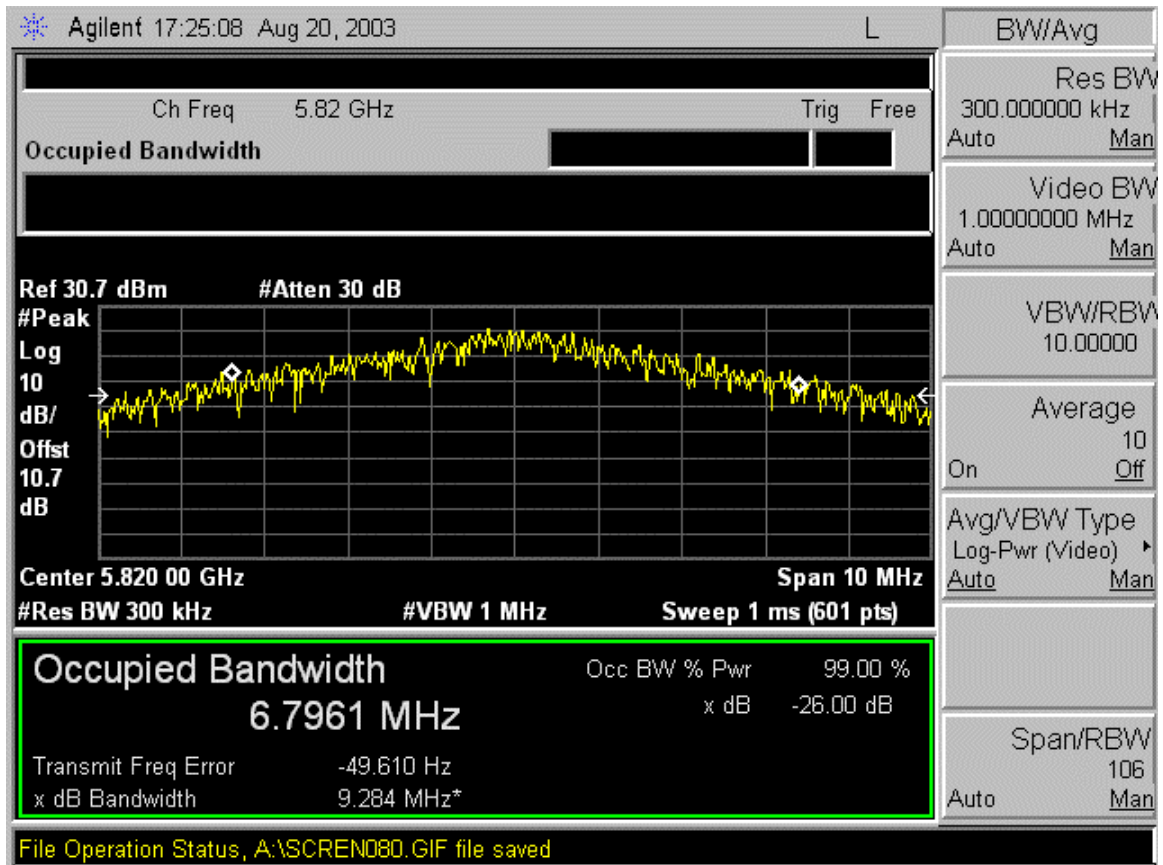 Agilent 17:25:08 Aug 20, 2003 L
Ch Freq 5.82 GHz Trig Free
Occupied Bandwidth
Ref 30.7 dBm #Atten 30 dB
#Peak
Log
10
dB/
Offst
10.7
dB
Center 5.820 00 GHz Span 10 MHz
#Res BW 300 kHz #VBW 1 MHz Sweep 1 ms (601 pts)
Occupied Bandwidth
6.7961 MHz
Occ BW % Pwr 99.00 %
x dB -26.00 dB
Transmit Freq Error -49.610 Hz
x dB Bandwidth 9.284 MHz*
File Operation Status, A:\SCREN080.GIF file saved
BW/Avg
Res BW
300.000000 kHz
Auto Man
Video BW
1.00000000 MHz
Auto Man
VBW/RBW
10.00000
Average
10
On Off
Avg/VBW Type
Log-Pwr (Video)
Auto Man
Span/RBW
106
Auto Man